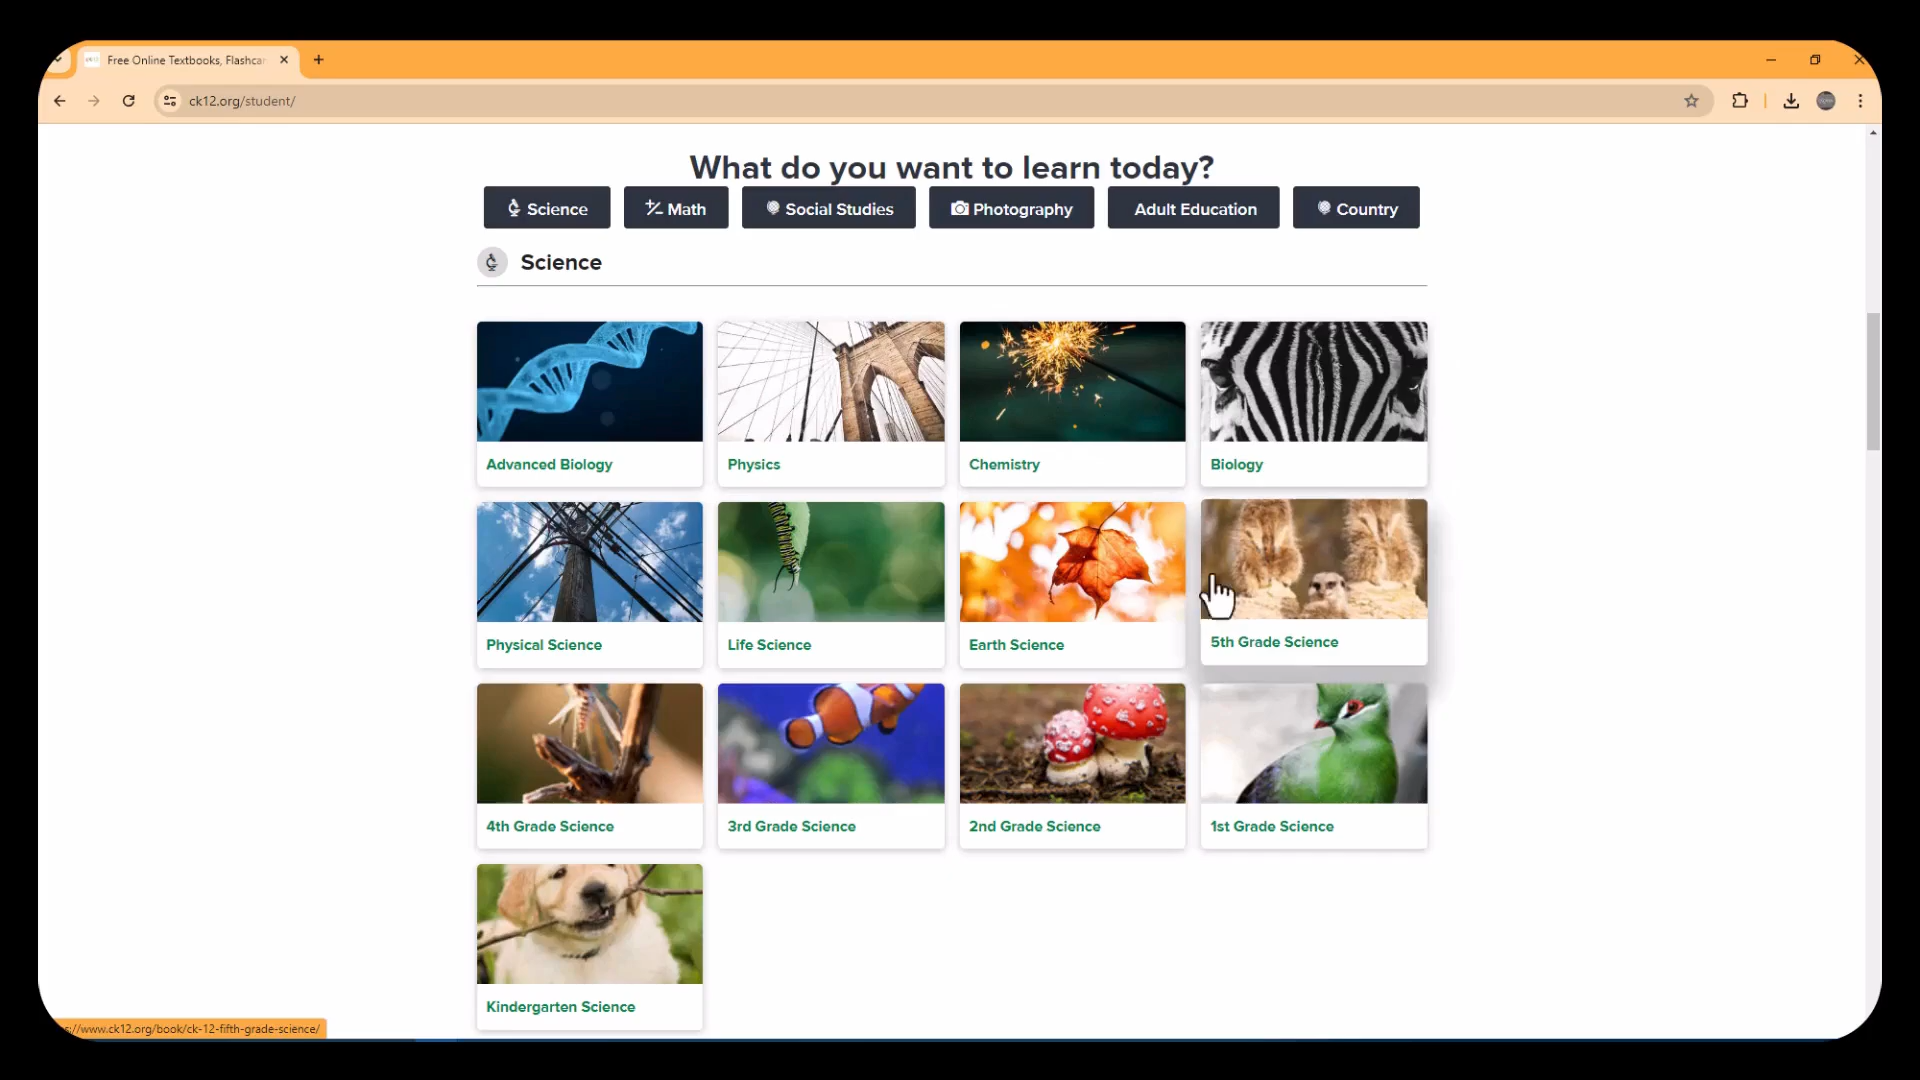 Free Online Textbooks, Flashcar
ck12.org/student/
What do you want to learn today?
Science
Math
Social Studies
Photography
Adult Education
Country
Science
Advanced Biology
Physics
Chemistry
Biology
Physical Science
Life Science
Earth Science
5th Grade Science
4th Grade Science
3rd Grade Science
2nd Grade Science
1st Grade Science
Kindergarten Science
s://www.ck12.org/book/ck-12-fifth-grade-science/